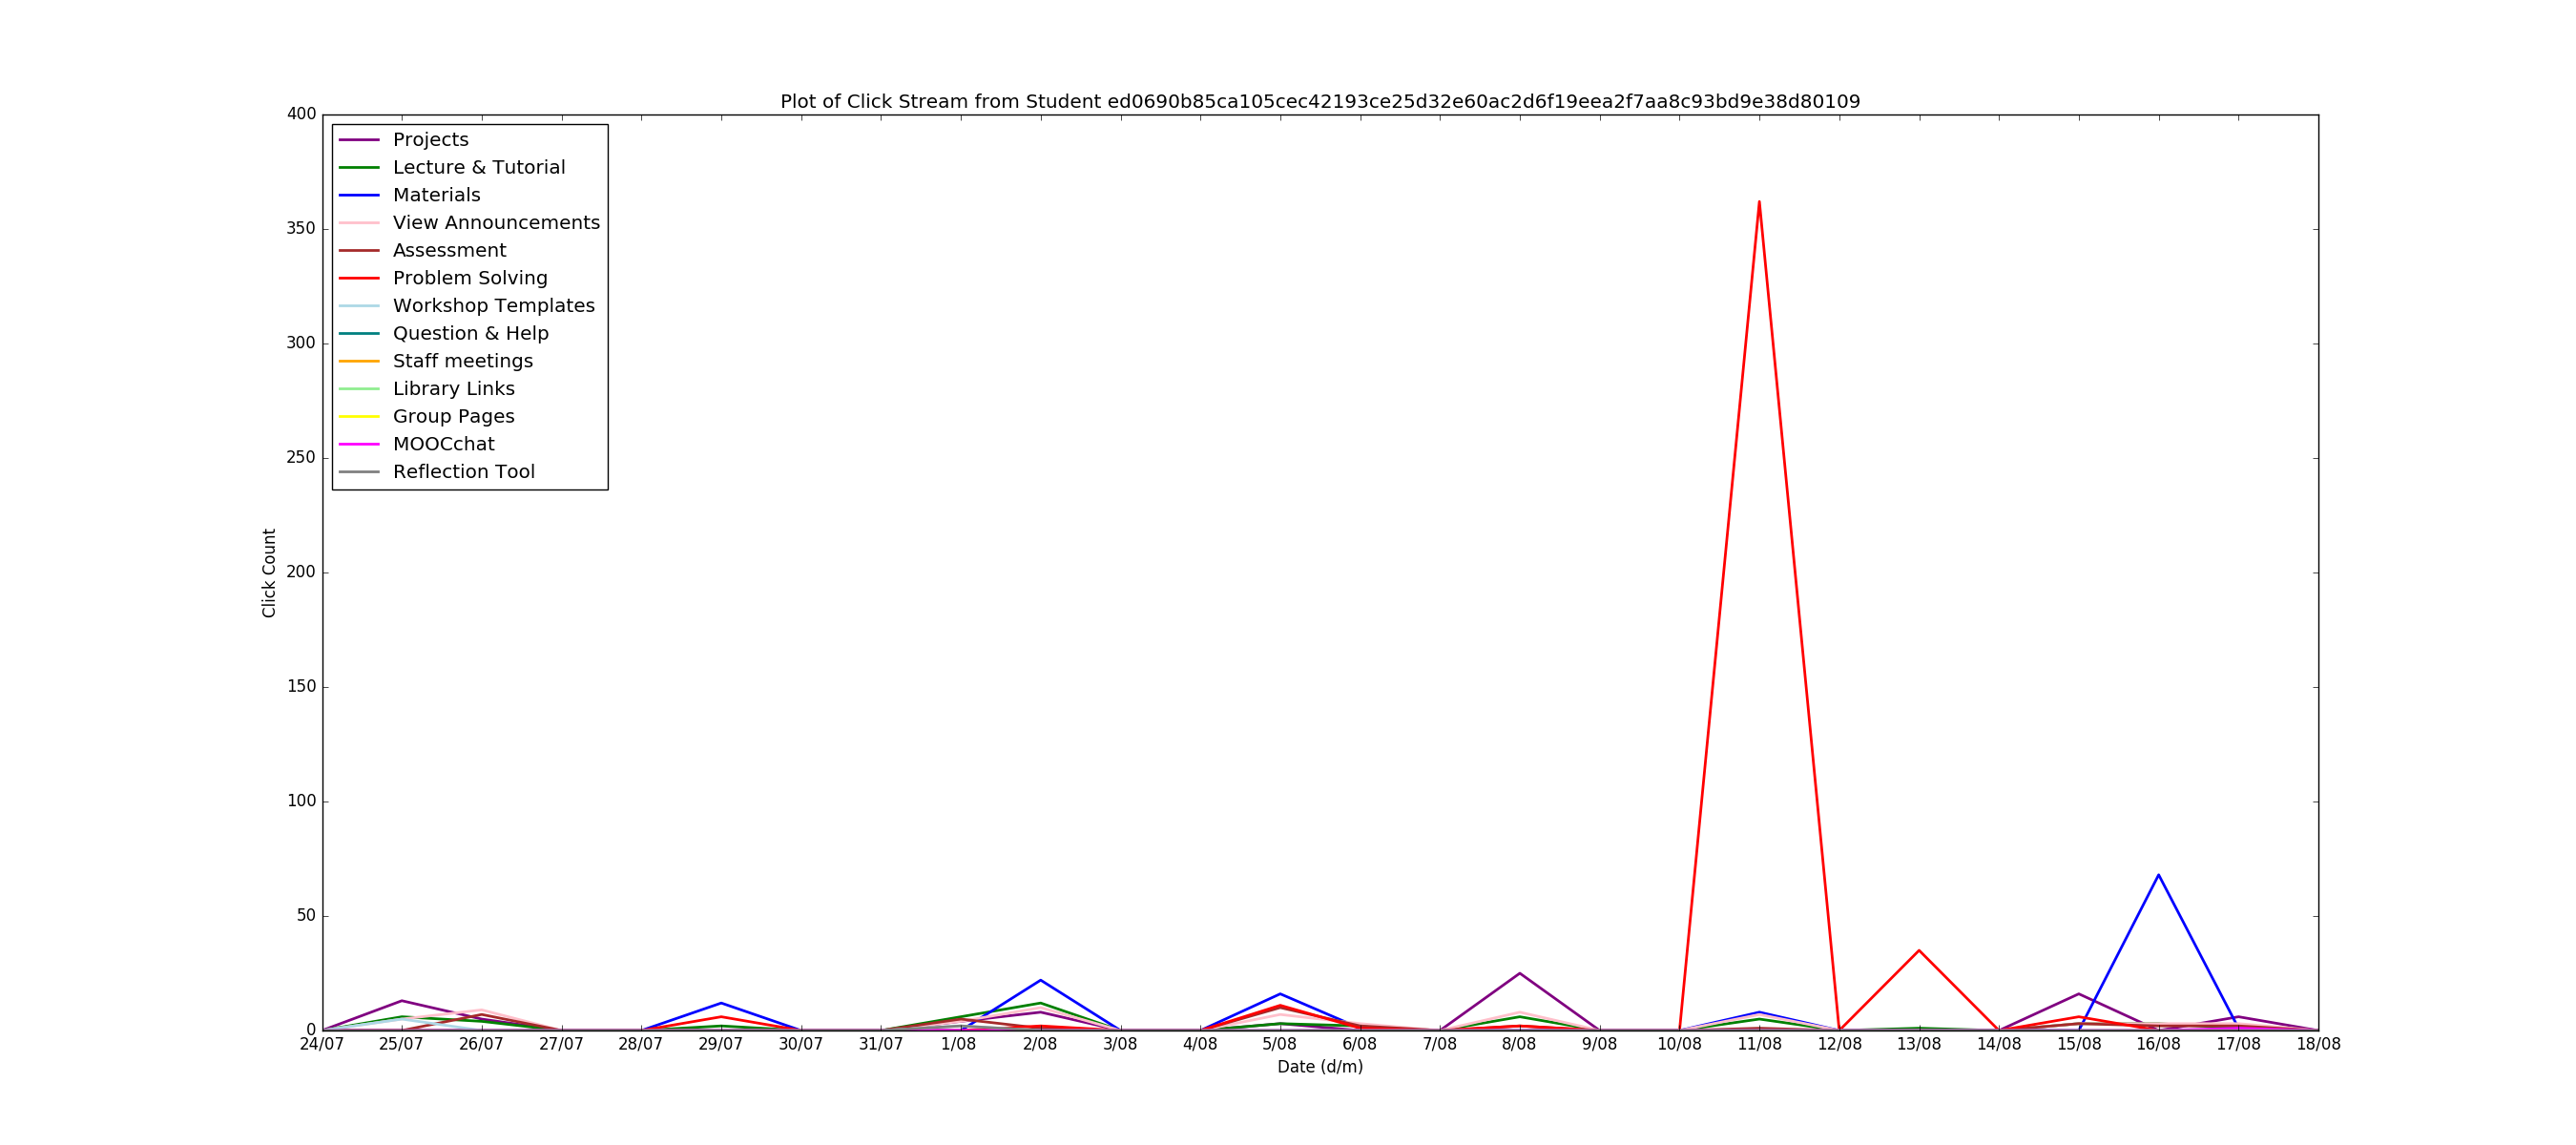 Plot of Click Stream from Student ed0690b85ca105cec42193ce25d32e60ac2d6f19eea2f7aa8c93bd9e38d80109
400
350
300
250
200
150
100
50
0
Click Count
Projects
Lecture & Tutorial
Materials
View Announcements
Assessment
Problem Solving
Workshop Templates
Question & Help
Staff meetings
Library Links
Group Pages
MOOCchat
Reflection Tool
24/07 25/07 26/07 27/07 28/07 29/07 30/07 31/07 1/08 2/08 3/08 4/08 5/08 6/08 7/08 8/08 9/08 10/08 11/08 12/08 13/08 14/08 15/08 16/08 17/08 18/08
Date (d/m)